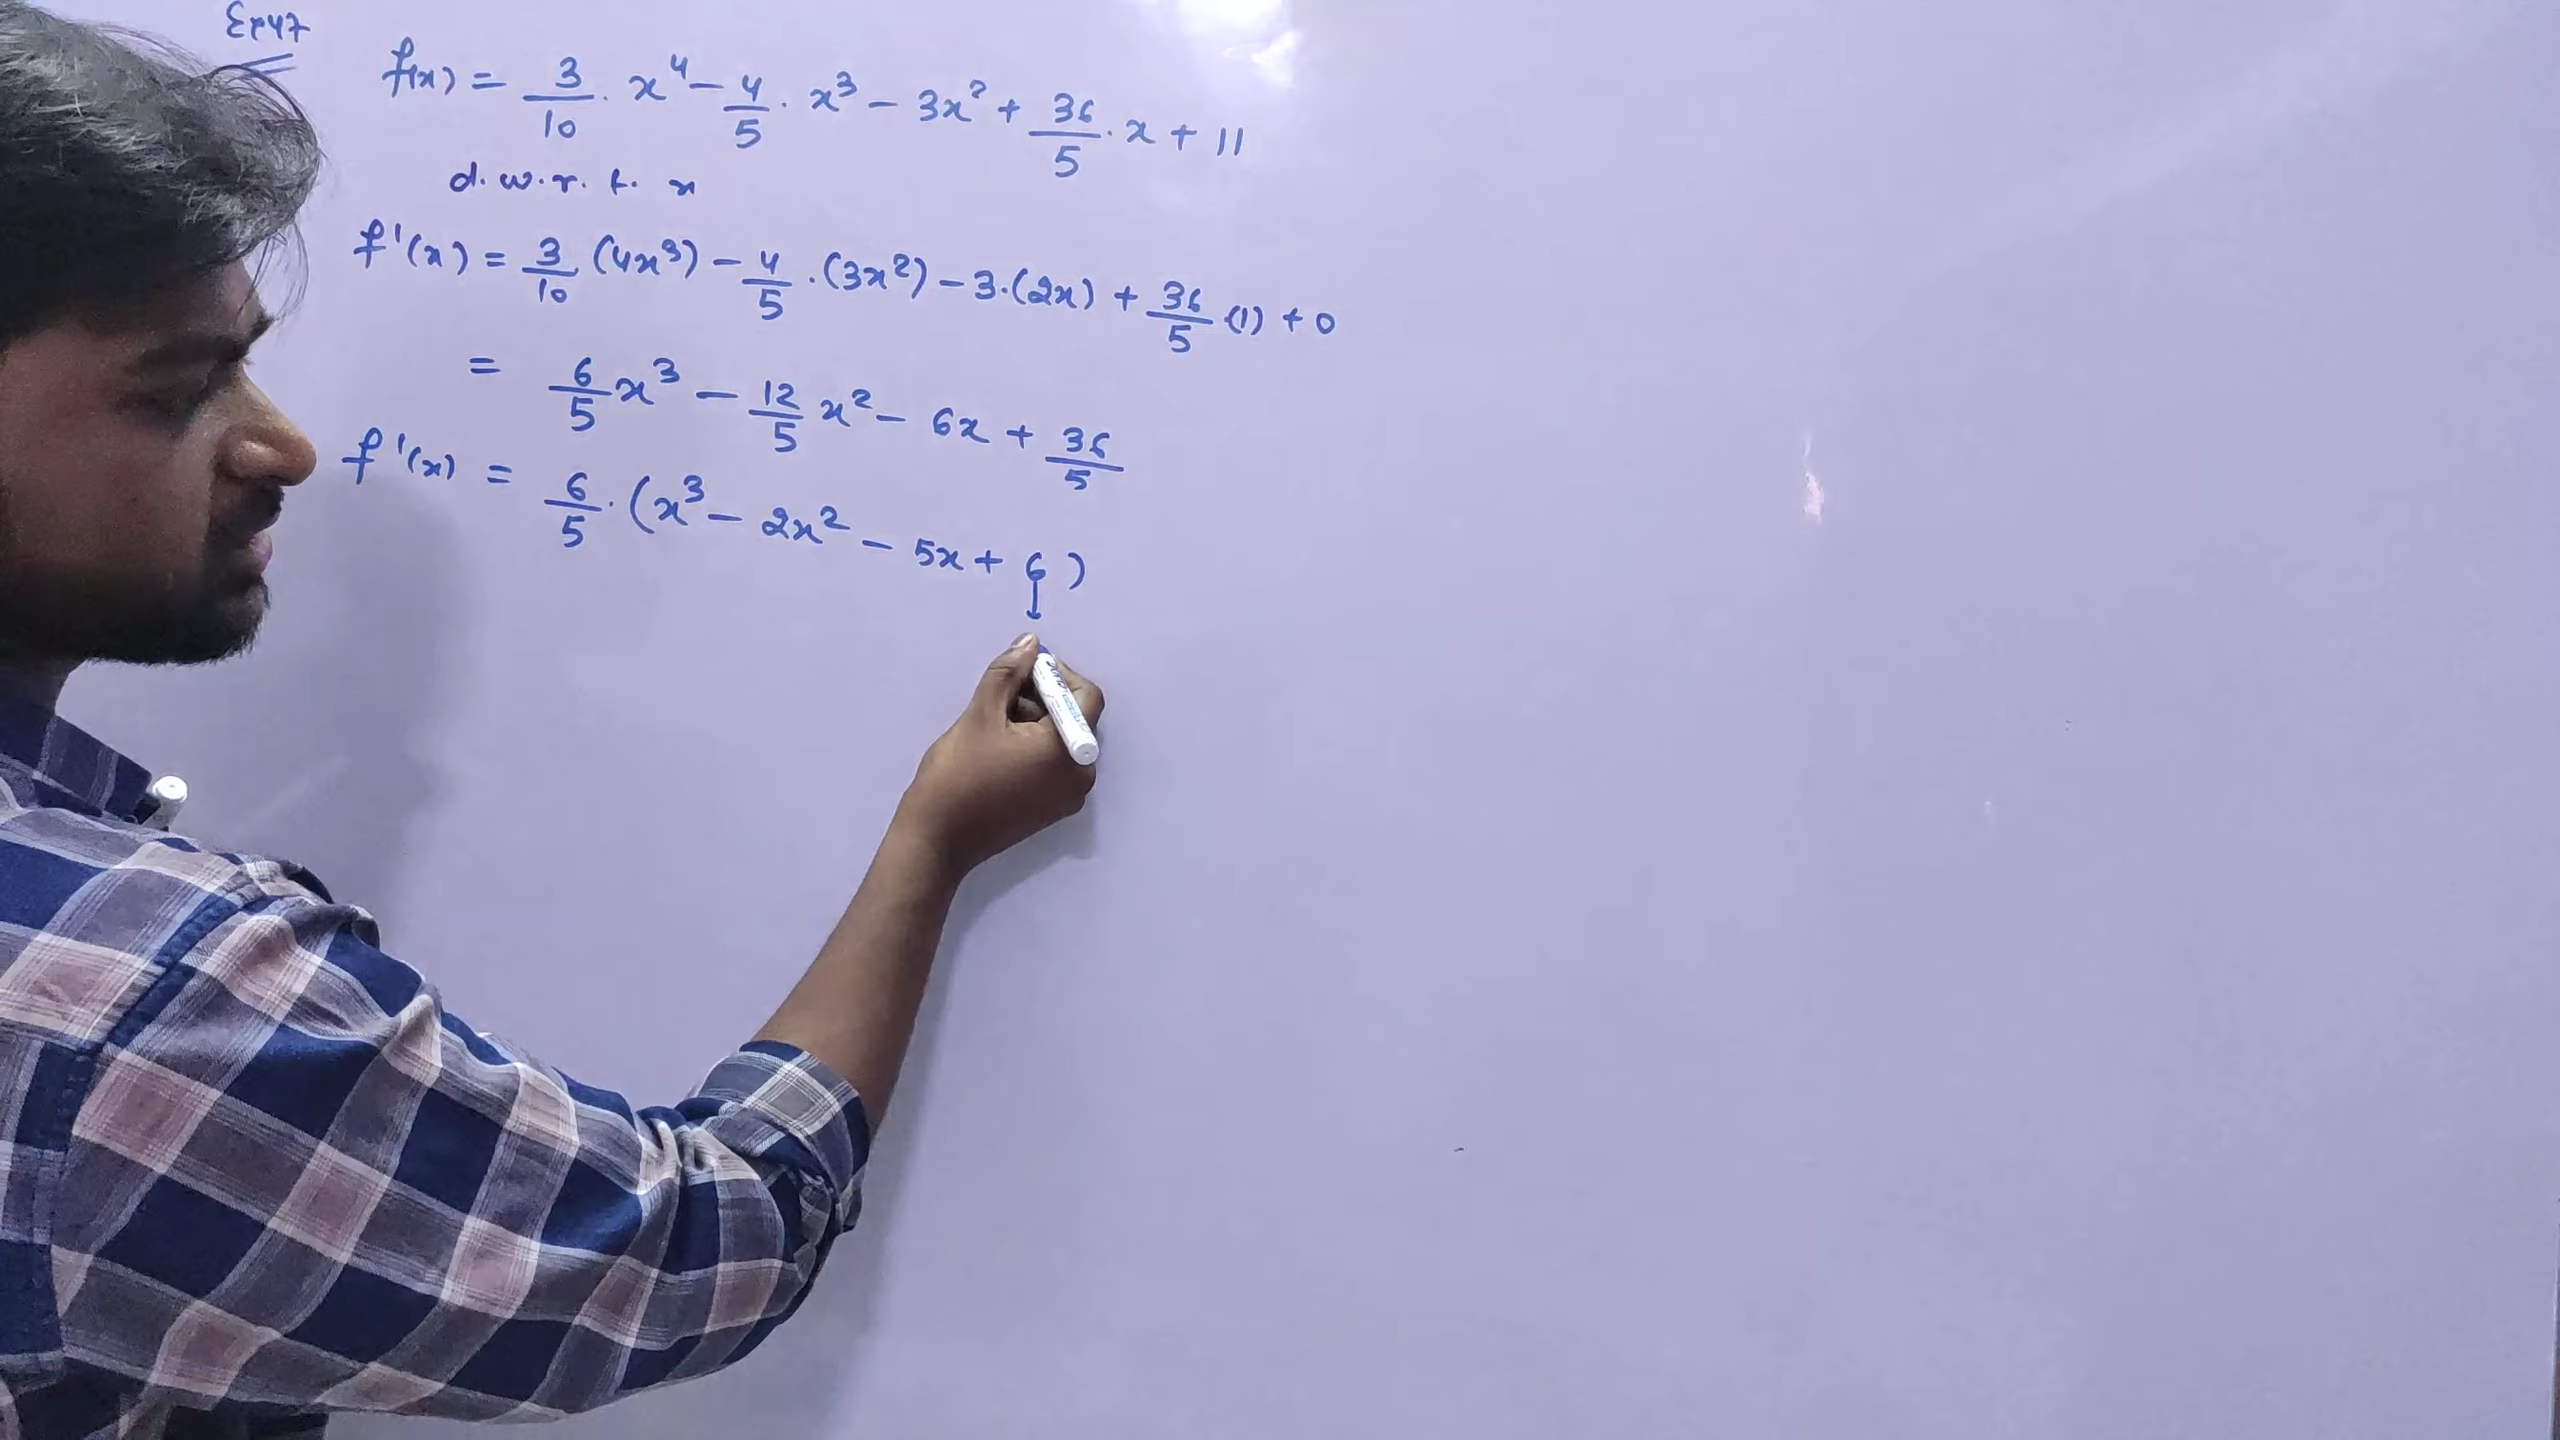 Ex47
f(x) = 3/10 · x⁴ − 4/5 · x³ − 3x² + 36/5 · x + 11
d. w. r. t. x
f'(x) = 3/10 (4x³) − 4/5 · (3x²) − 3·(2x) + 36/5 ·(1) + 0
= 6/5 x³ − 12/5 x² − 6x + 36/5
f'(x) = 6/5 · (x³ − 2x² − 5x + 6)